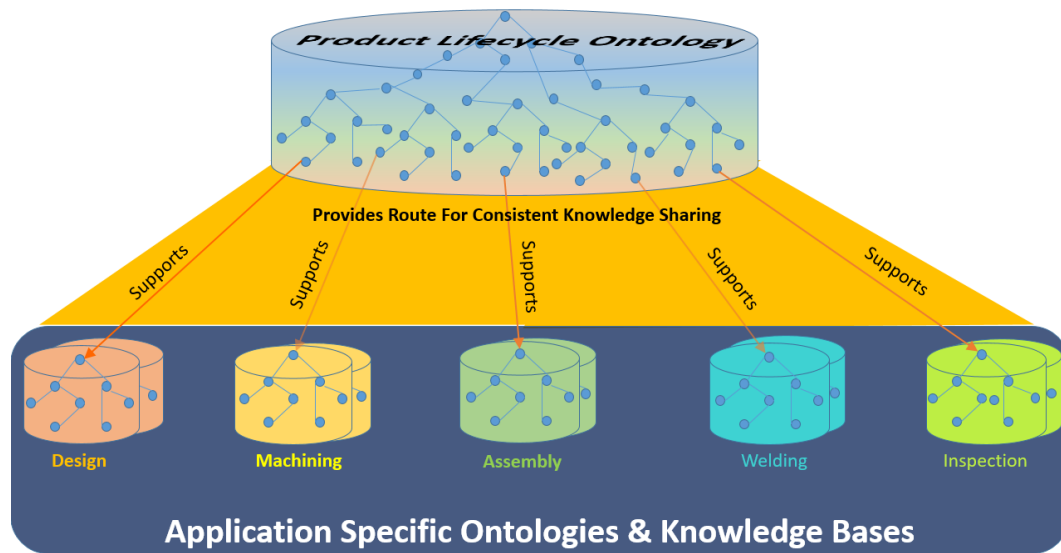 Product Lifecycle Ontology
Provides Route For Consistent Knowledge Sharing
Supports
Supports
Supports
Supports
Supports
Design
Machining
Assembly
Welding
Inspection
Application Specific Ontologies & Knowledge Bases